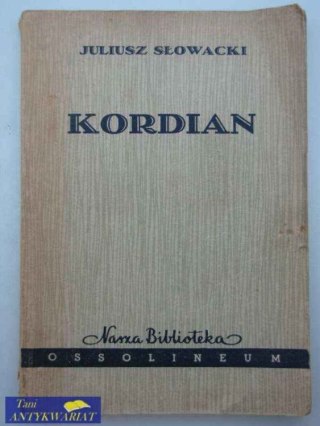 JULIUSZ SŁOWACKI
KORDIAN
Nasza Biblioteka
OSSOLINEUM
Tani
ANTYKWARIAT